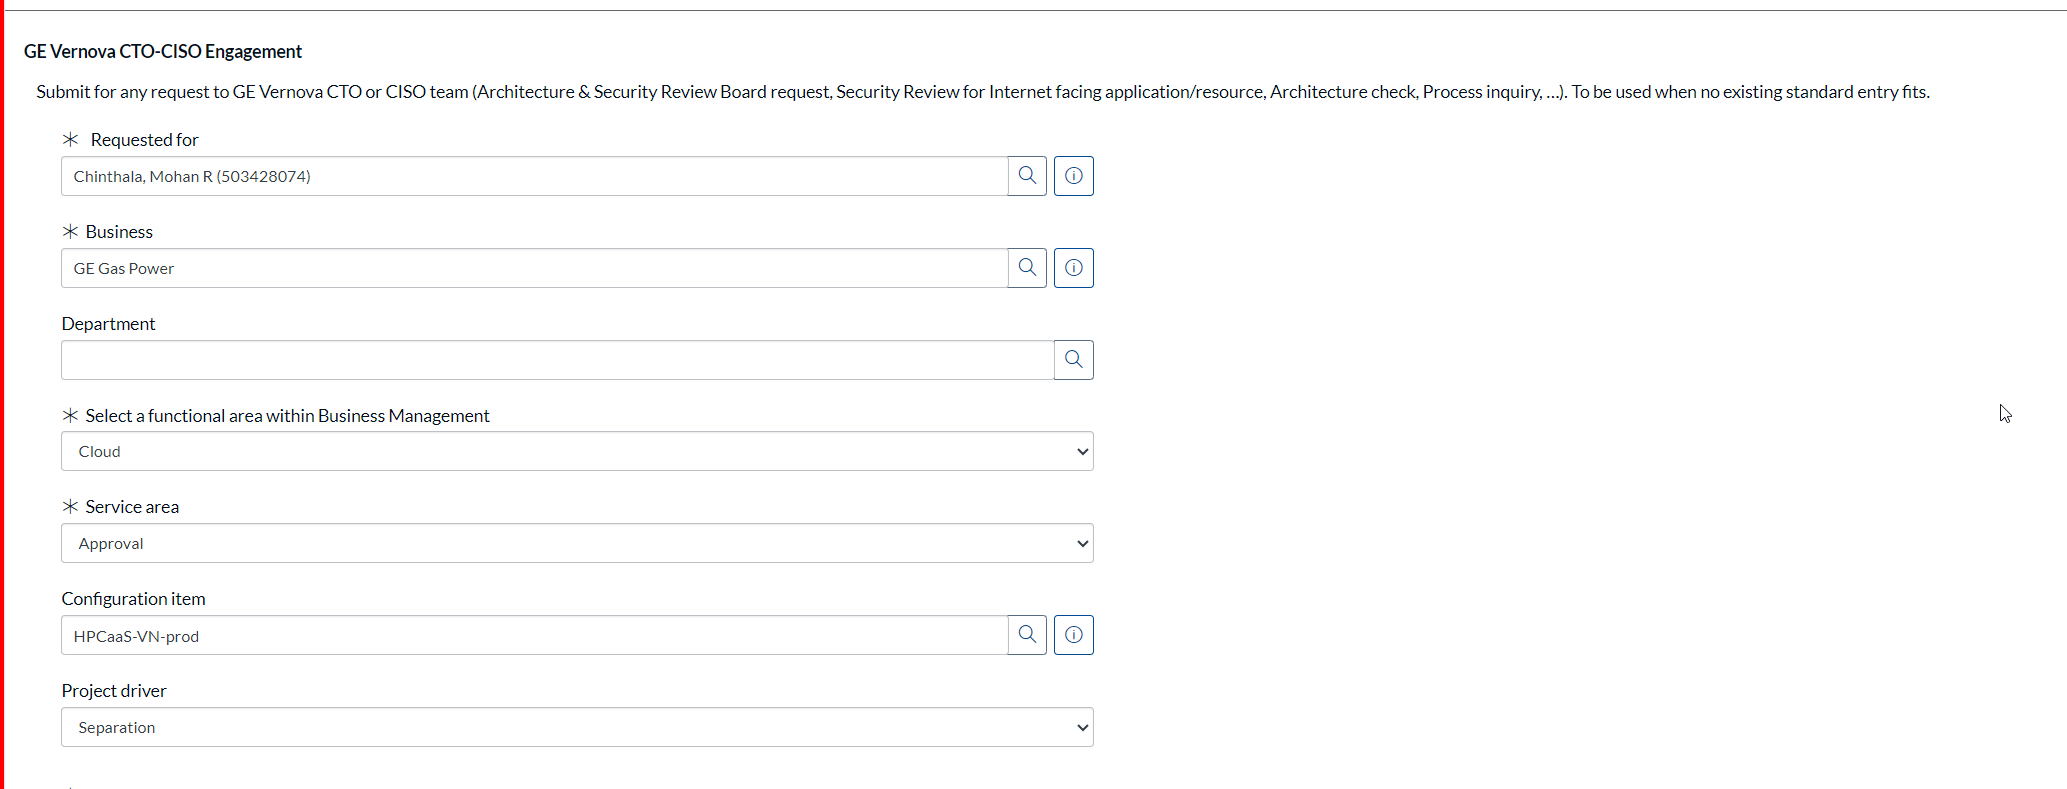 GE Vernova CTO-CISO Engagement
Submit for any request to GE Vernova CTO or CISO team (Architecture & Security Review Board request, Security Review for Internet facing application/resource, Architecture check, Process inquiry, ...). To be used when no existing standard entry fits.
* Requested for
Chinthala, Mohan R (503428074)
* Business
GE Gas Power
Department
* Select a functional area within Business Management
Cloud
* Service area
Approval
Configuration item
HPCaaS-VN-prod
Project driver
Separation